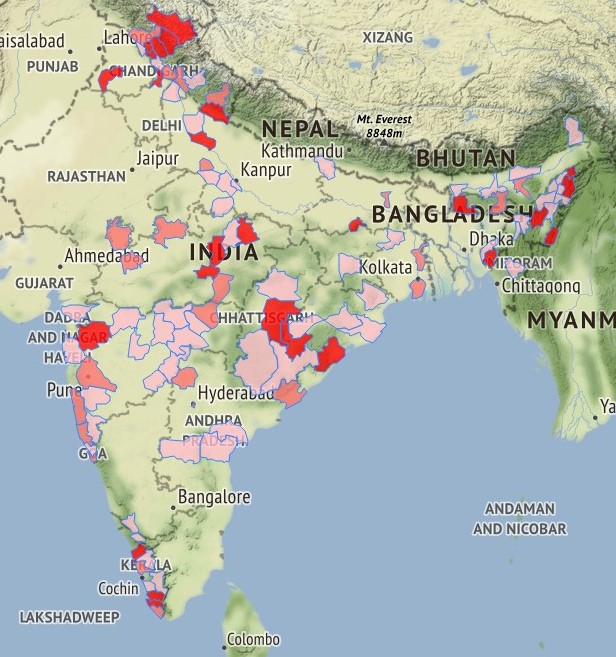 XIZANG
aisalabad
Lahore
PUNJAB
CHANDIGARH
Mt. Everest
8848m
DELHI
NEPAL
Kathmandu
BHUTAN
Jaipur
Kanpur
RAJASTHAN
BANGLADESH
Dhaka
Ahmedabad
INDIA
Kolkata
MIZORAM
GUJARAT
Chittagong
DADRA
AND NAGAR
HAVELI
CHHATTISGARH
MYANM
Pune
Hyderabad
Ya
ANDHRA
PRADESH
GOA
Bangalore
ANDAMAN
AND NICOBAR
KERALA
Cochin
LAKSHADWEEP
Colombo